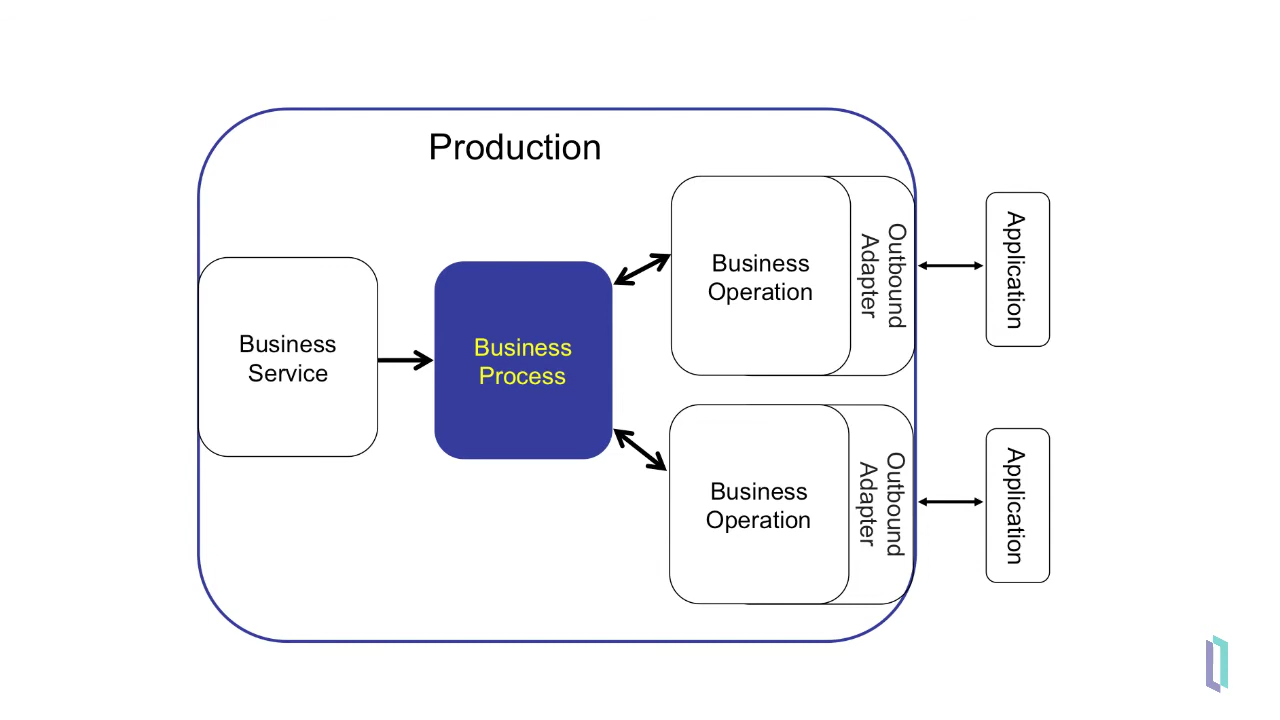 Production
Business
Service
Business
Process
Business
Operation
Outbound
Adapter
Application
Business
Operation
Outbound
Adapter
Application